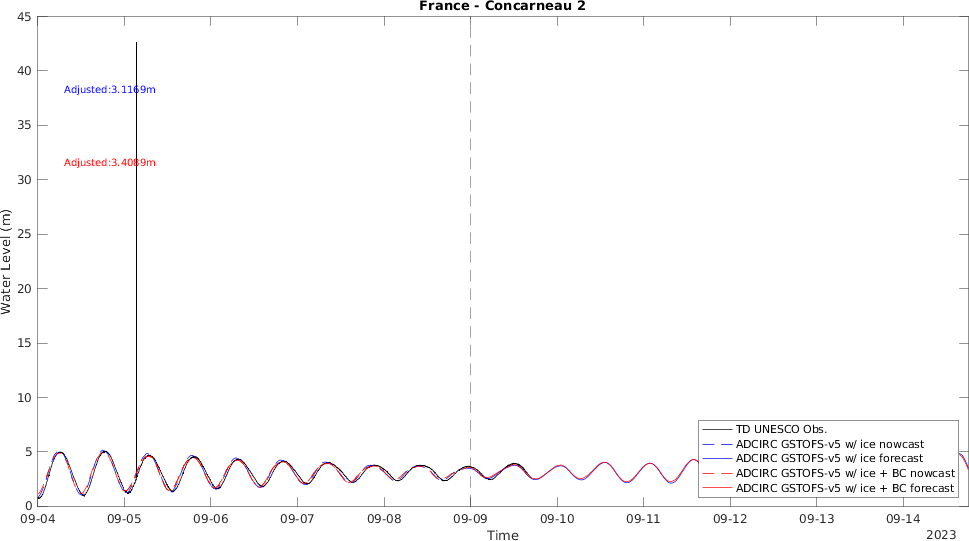 France - Concarneau 2
45
40
35
30
25
20
15
10
5
0
Water Level (m)
Adjusted:3.1169m
Adjusted:3.4089m
TD UNESCO Obs.
ADCIRC GSTOFS-v5 w/ ice nowcast
ADCIRC GSTOFS-v5 w/ ice forecast
ADCIRC GSTOFS-v5 w/ ice + BC nowcast
ADCIRC GSTOFS-v5 w/ ice + BC forecast
09-04 09-05 09-06 09-07 09-08 09-09 09-10 09-11 09-12 09-13 09-14
Time
2023